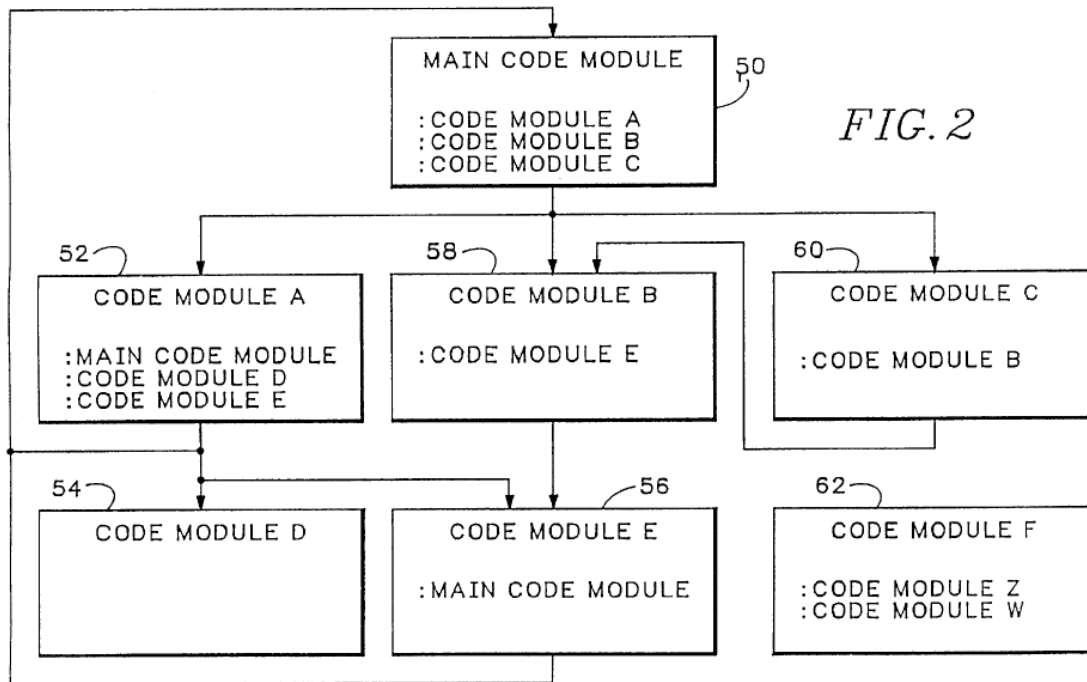 MAIN CODE MODULE
:CODE MODULE A
:CODE MODULE B
:CODE MODULE C
50
FIG. 2
52
CODE MODULE A
:MAIN CODE MODULE
:CODE MODULE D
:CODE MODULE E
58
CODE MODULE B
:CODE MODULE E
60
CODE MODULE C
:CODE MODULE B
54
CODE MODULE D
56
CODE MODULE E
:MAIN CODE MODULE
62
CODE MODULE F
:CODE MODULE Z
:CODE MODULE W